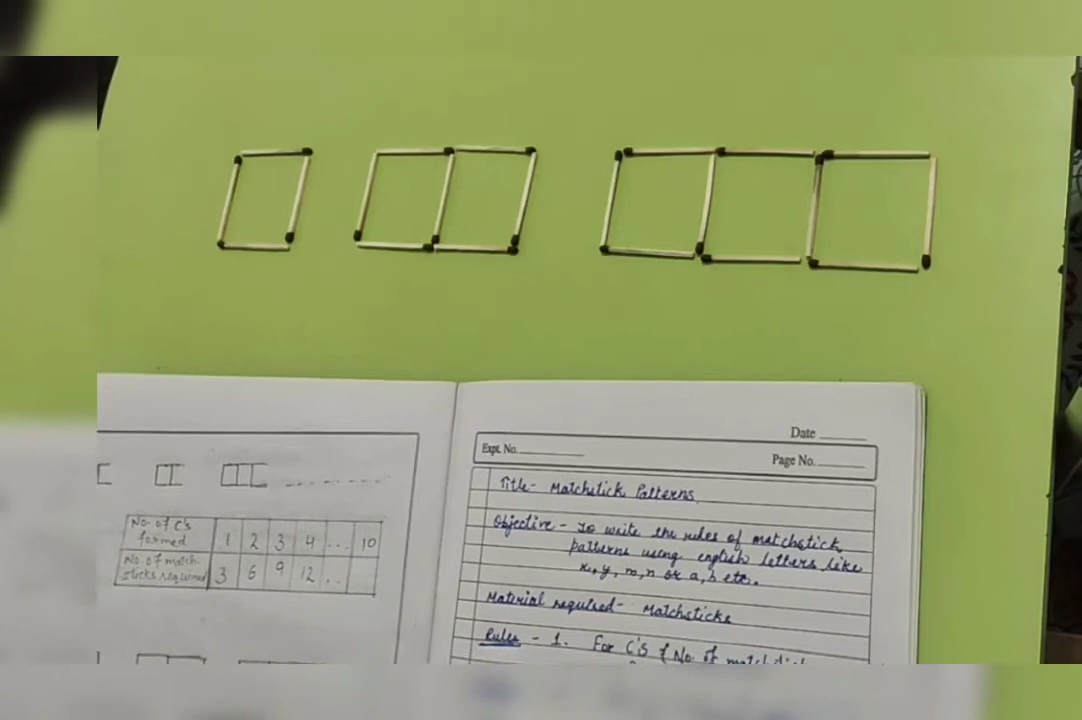 No. of C's
formed 1 2 3 4 ... 10
No. of match
sticks required 3 6 9 12 ..
Date
Expt. No.
Page No.
Title - Matchstick Patterns
Objective - To write the rules of matchstick
patterns using english letters like
x, y, m, n or a, b etc.
Material required - Matchsticks
Rules - 1. For C's { No. of